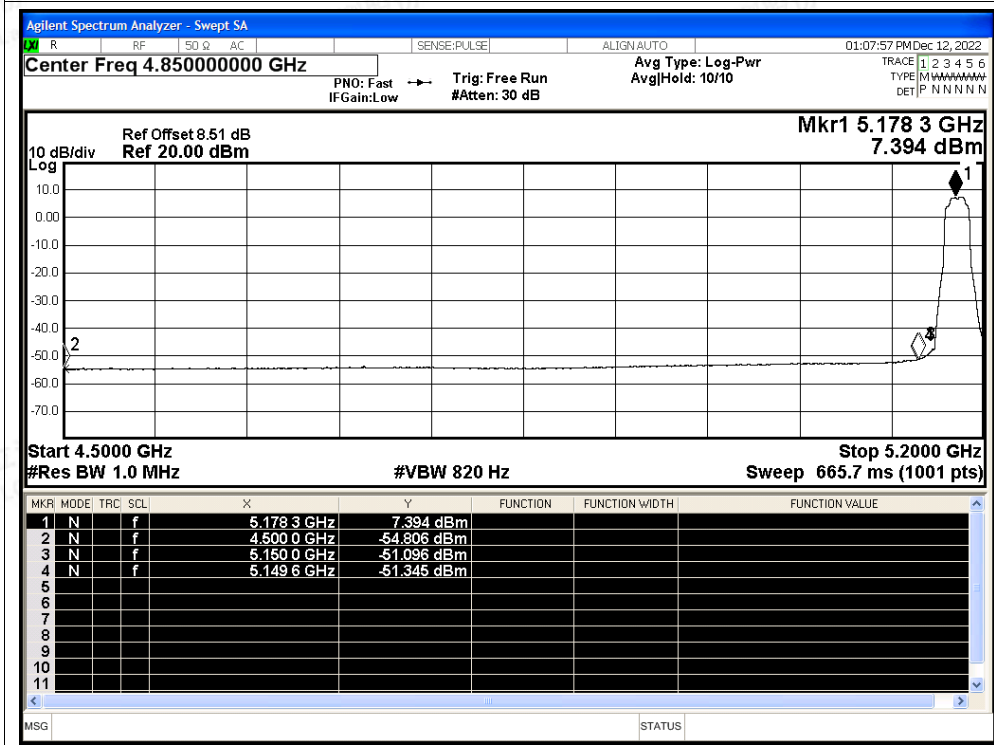 Agilent Spectrum Analyzer - Swept SA
LXI R RF 50 Ω AC SENSE:PULSE ALIGN AUTO 01:07:57 PM Dec 12, 2022
Center Freq 4.850000000 GHz
PNO: Fast
IFGain:Low
Trig: Free Run
#Atten: 30 dB
Avg Type: Log-Pwr
Avg|Hold: 10/10
TRACE 1 2 3 4 5 6
TYPE M WWWWW
DET P N N N N N
Mkr1 5.178 3 GHz
7.394 dBm
Ref Offset 8.51 dB
10 dB/div Ref 20.00 dBm
Log
1
10.0
0.00
-10.0
-20.0
-30.0
-40.0
2
-50.0
-60.0
-70.0
Start 4.5000 GHz Stop 5.2000 GHz
#Res BW 1.0 MHz #VBW 820 Hz Sweep 665.7 ms (1001 pts)
MKR MODE TRC SCL X Y FUNCTION FUNCTION WIDTH FUNCTION VALUE
1 N f 5.178 3 GHz 7.394 dBm
2 N f 4.500 0 GHz -54.806 dBm
3 N f 5.150 0 GHz -51.096 dBm
4 N f 5.149 6 GHz -51.345 dBm
5
6
7
8
9
10
11
MSG STATUS